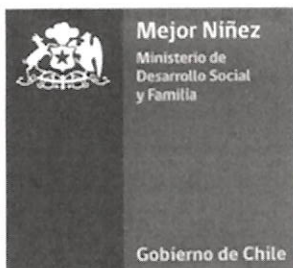 Mejor Niñez
Ministerio de
Desarrollo Social
y Familia
Gobierno de Chile